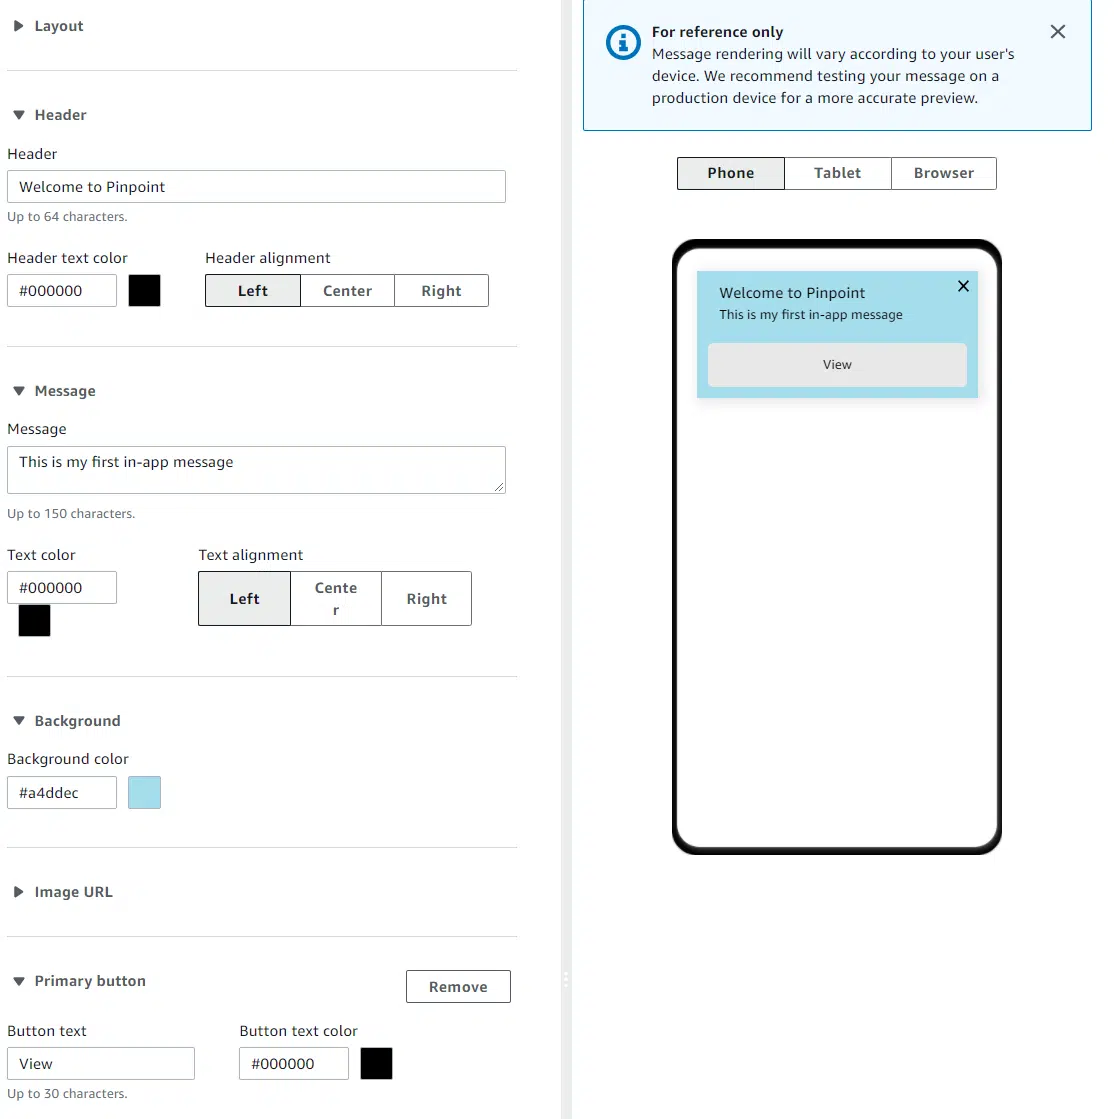 Layout
Header
Header
Welcome to Pinpoint
Up to 64 characters.
Header text color
Header alignment
#000000
Left
Center
Right
Message
Message
This is my first in-app message
Up to 150 characters.
Text color
Text alignment
#000000
Left
Cente
r
Right
Background
Background color
#a4ddec
Image URL
Primary button
Remove
Button text
Button text color
View
#000000
Up to 30 characters.
For reference only
Message rendering will vary according to your user's
device. We recommend testing your message on a
production device for a more accurate preview.
Phone
Tablet
Browser
Welcome to Pinpoint
This is my first in-app message
View